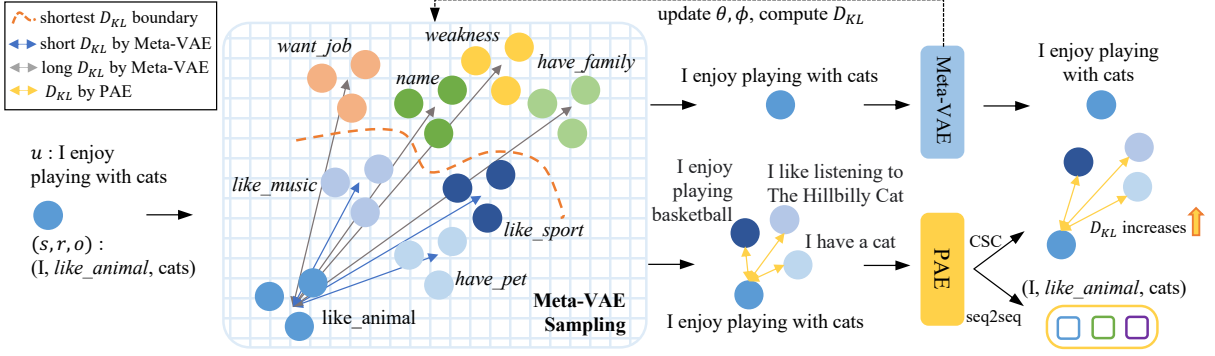 shortest D_KL boundary
short D_KL by Meta-VAE
long D_KL by Meta-VAE
D_KL by PAE
u : I enjoy
playing with cats
(s, r, o) :
(I, like_animal, cats)
want_job
weakness
name
have_family
like_music
like_sport
have_pet
like_animal
Meta-VAE
Sampling
update θ, ϕ, compute D_KL
I enjoy playing with cats
Meta-VAE
I enjoy
playing with
cats
I enjoy
playing
basketball
I like listening to
The Hillbilly Cat
I have a cat
I enjoy playing with cats
PAE
CSC
seq2seq
D_KL increases
(I, like_animal, cats)